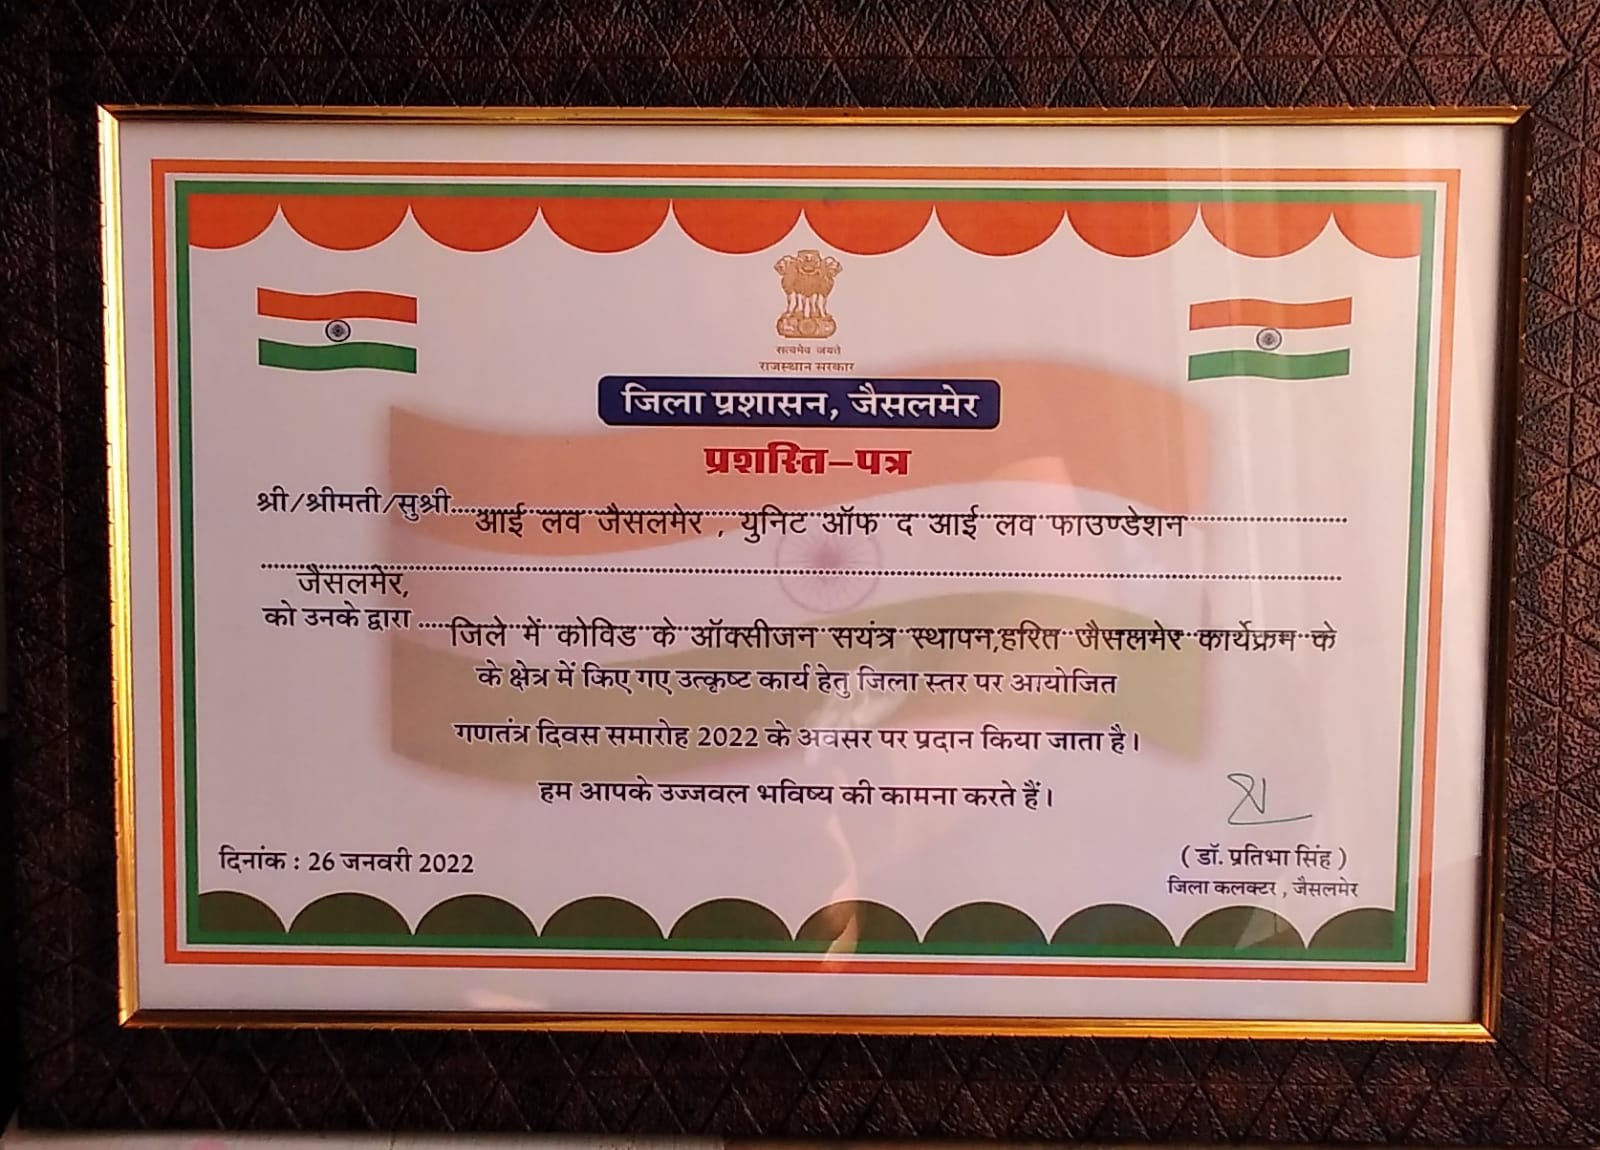 सत्यमेव जयते
राजस्थान सरकार
जिला प्रशासन, जैसलमेर
प्रशस्ति-पत्र
श्री/श्रीमती/सुश्री.....आई लव जैसलमेर , युनिट ऑफ द आई लव फाउण्डेशन
जैसलमेर,
को उनके द्वारा .....जिले में कोविड के ऑक्सीजन सयंत्र स्थापन,हरित जैसलमेर कार्यक्रम के
के क्षेत्र में किए गए उत्कृष्ट कार्य हेतु जिला स्तर पर आयोजित
गणतंत्र दिवस समारोह 2022 के अवसर पर प्रदान किया जाता है।
हम आपके उज्जवल भविष्य की कामना करते हैं।
दिनांक : 26 जनवरी 2022
( डॉ. प्रतिभा सिंह )
जिला कलक्टर , जैसलमेर